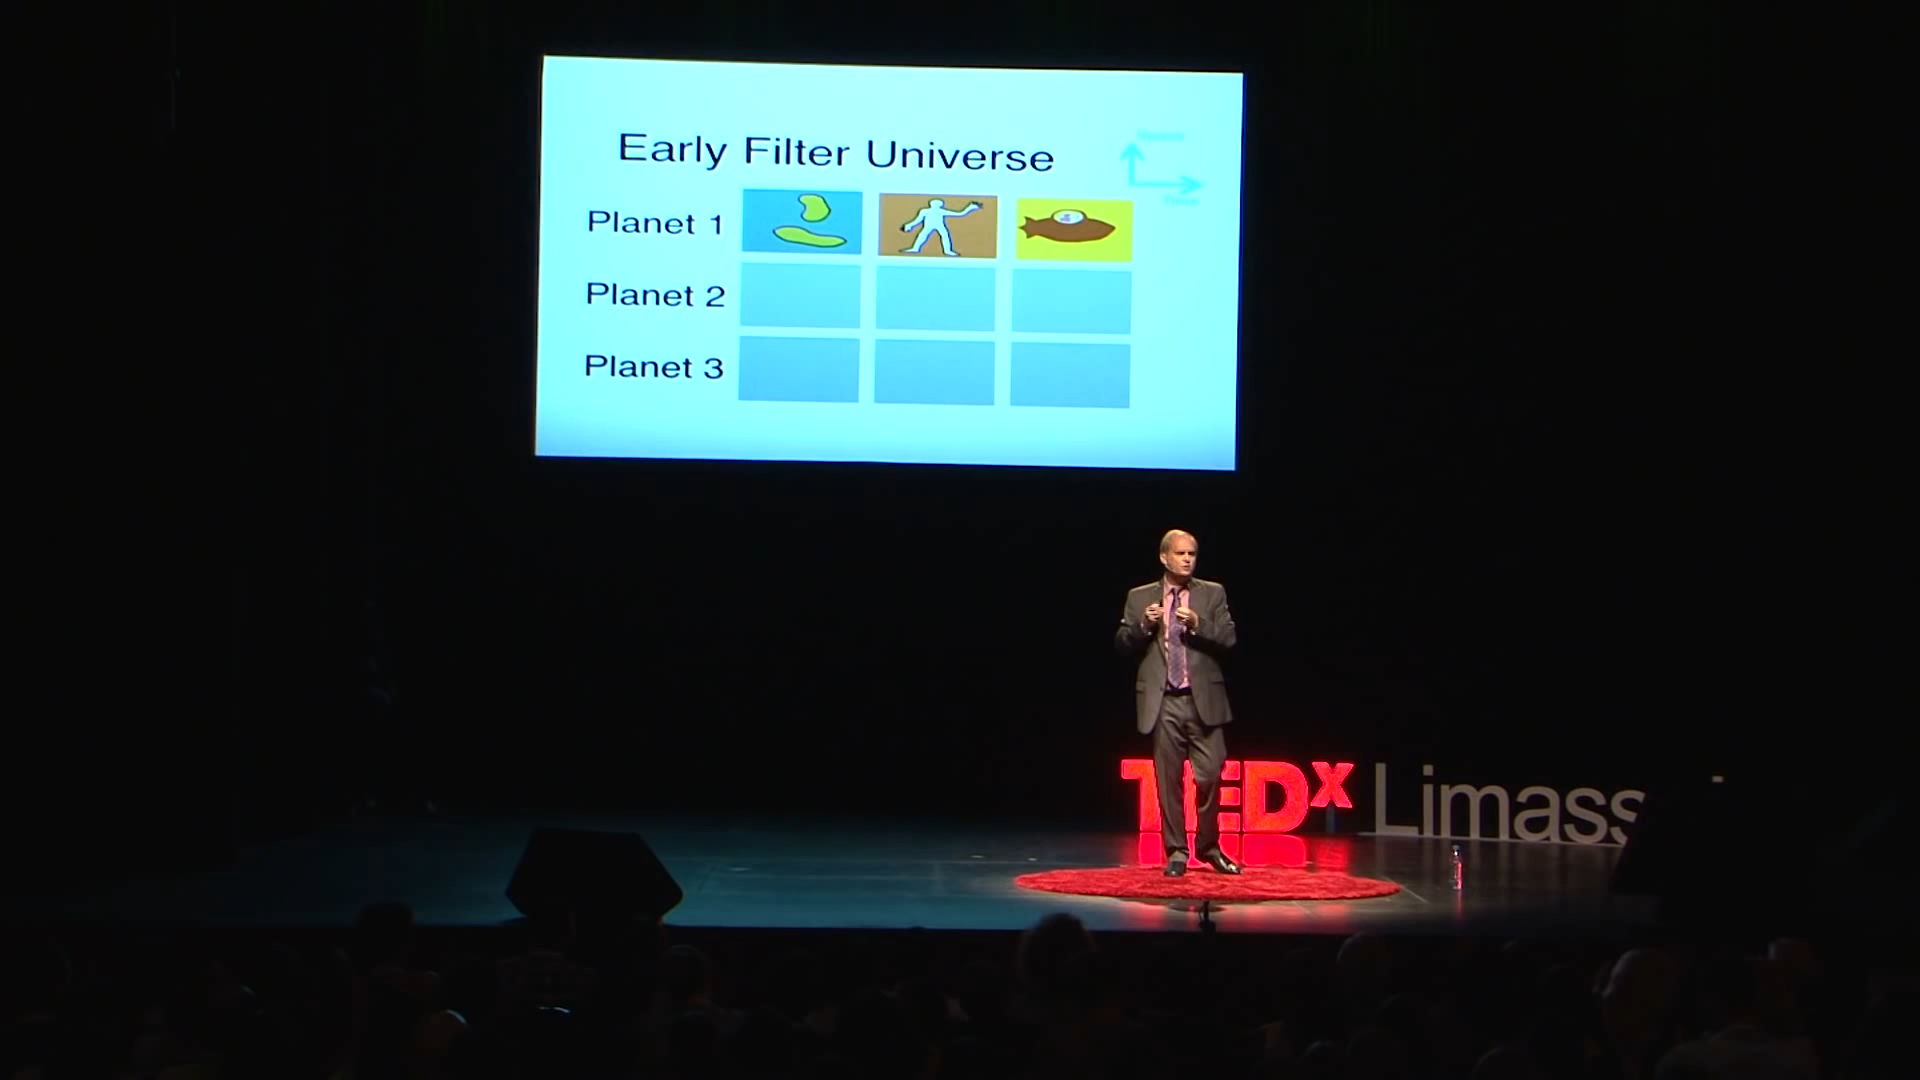 Early Filter Universe
Planet 1
Planet 2
Planet 3
TEDx Limass